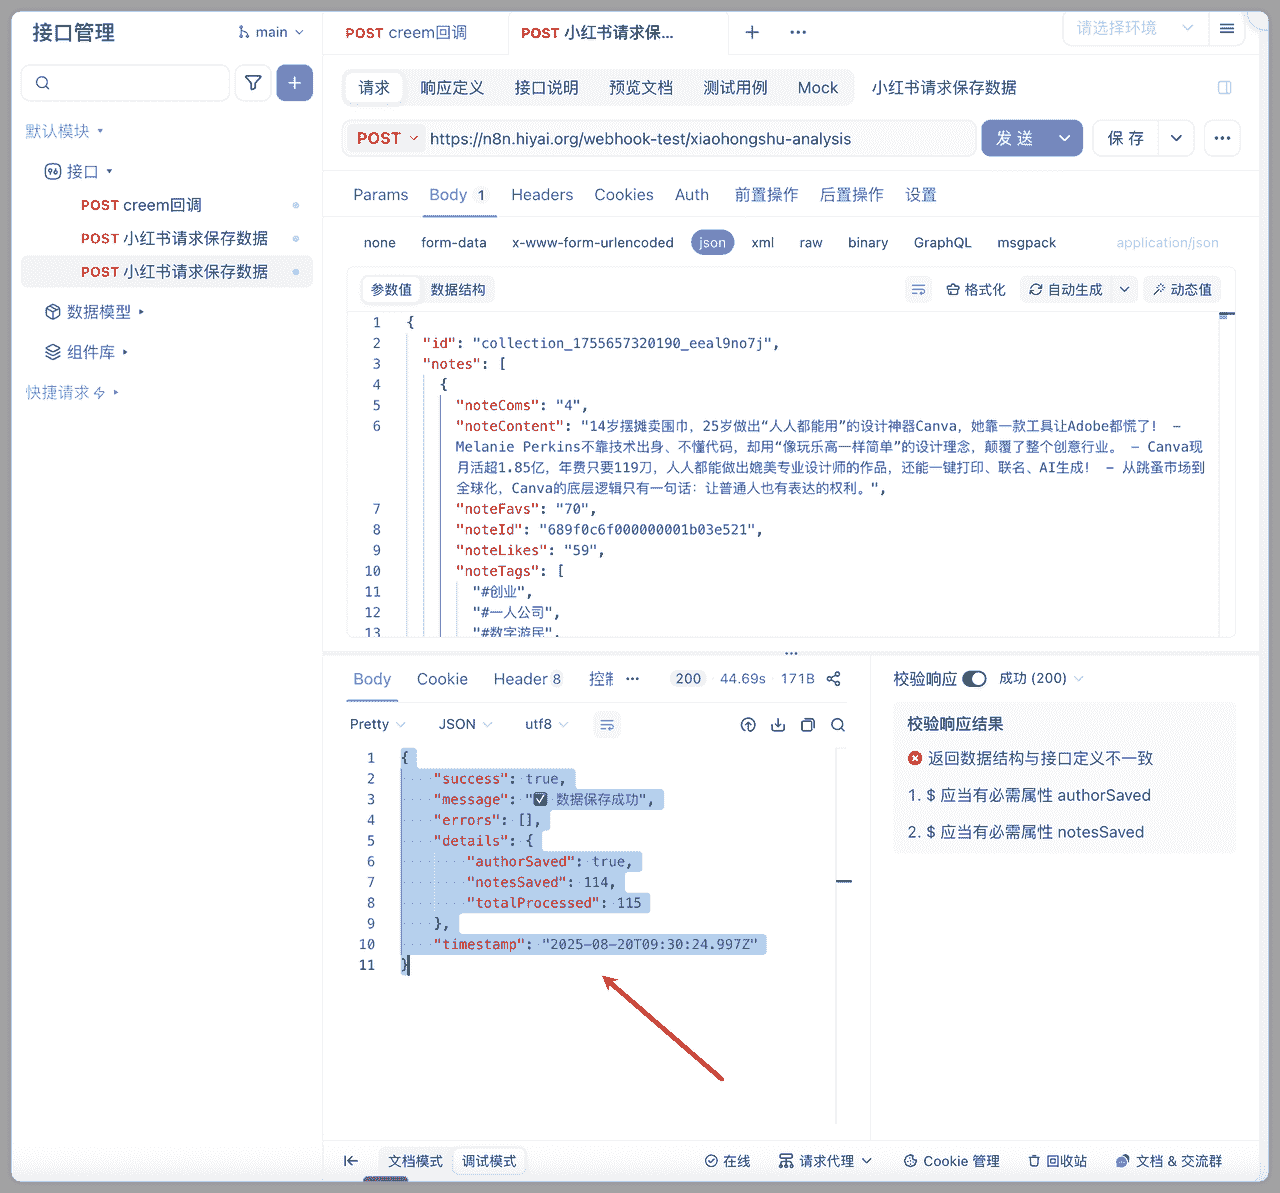 接口管理
main
默认模块
接口
POST creem回调
POST 小红书请求保存数据
POST 小红书请求保存数据
数据模型
组件库
快捷请求
POST creem回调
POST 小红书请求保...
请选择环境
请求 响应定义 接口说明 预览文档 测试用例 Mock 小红书请求保存数据
POST https://n8n.hiyai.org/webhook-test/xiaohongshu-analysis
发 送
保 存
Params Body 1 Headers Cookies Auth 前置操作 后置操作 设置
none form-data x-www-form-urlencoded json xml raw binary GraphQL msgpack application/json
参数值 数据结构 格式化 自动生成 动态值
1 {
2 "id": "collection_1755657320190_eeal9no7j",
3 "notes": [
4 {
5 "noteComs": "4",
6 "noteContent": "14岁摆摊卖围巾，25岁做出“人人都能用”的设计神器Canva，她靠一款工具让Adobe都慌了！ —
Melanie Perkins不靠技术出身、不懂代码，却用“像玩乐高一样简单”的设计理念，颠覆了整个创意行业。 — Canva现
月活超1.85亿，年费只要119刀，人人都能做出媲美专业设计师的作品，还能一键打印、联名、AI生成！ — 从跳蚤市场到
全球化，Canva的底层逻辑只有一句话：让普通人也有表达的权利。",
7 "noteFavs": "70",
8 "noteId": "689f0c6f000000001b03e521",
9 "noteLikes": "59",
10 "noteTags": [
11 "#创业",
12 "#一人公司",
13 "#数字游民",
Body Cookie Header 8 控制 ... 200 44.69s 171B
Pretty JSON utf8
1 {
2 "success": true,
3 "message": "✅ 数据保存成功",
4 "errors": [],
5 "details": {
6 "authorSaved": true,
7 "notesSaved": 114,
8 "totalProcessed": 115
9 },
10 "timestamp": "2025-08-20T09:30:24.997Z"
11 }
校验响应 成功 (200)
校验响应结果
返回数据结构与接口定义不一致
1. $ 应当有必需属性 authorSaved
2. $ 应当有必需属性 notesSaved
文档模式 调试模式 在线 请求代理 Cookie 管理 回收站 文档 & 交流群